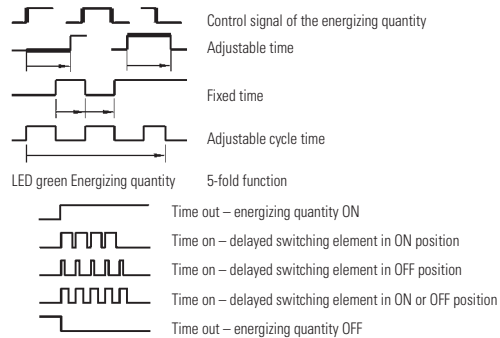 Control signal of the energizing quantity
Adjustable time
Fixed time
Adjustable cycle time
LED green Energizing quantity 5-fold function
Time out – energizing quantity ON
Time on – delayed switching element in ON position
Time on – delayed switching element in OFF position
Time on – delayed switching element in ON or OFF position
Time out – energizing quantity OFF